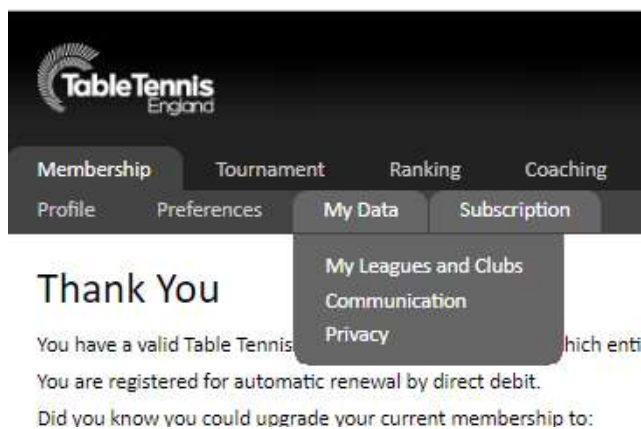 TableTennis
England
Membership Tournament Ranking Coaching
Profile Preferences My Data Subscription
My Leagues and Clubs
Communication
Privacy
Thank You
You have a valid Table Tennis hich enti
You are registered for automatic renewal by direct debit.
Did you know you could upgrade your current membership to: